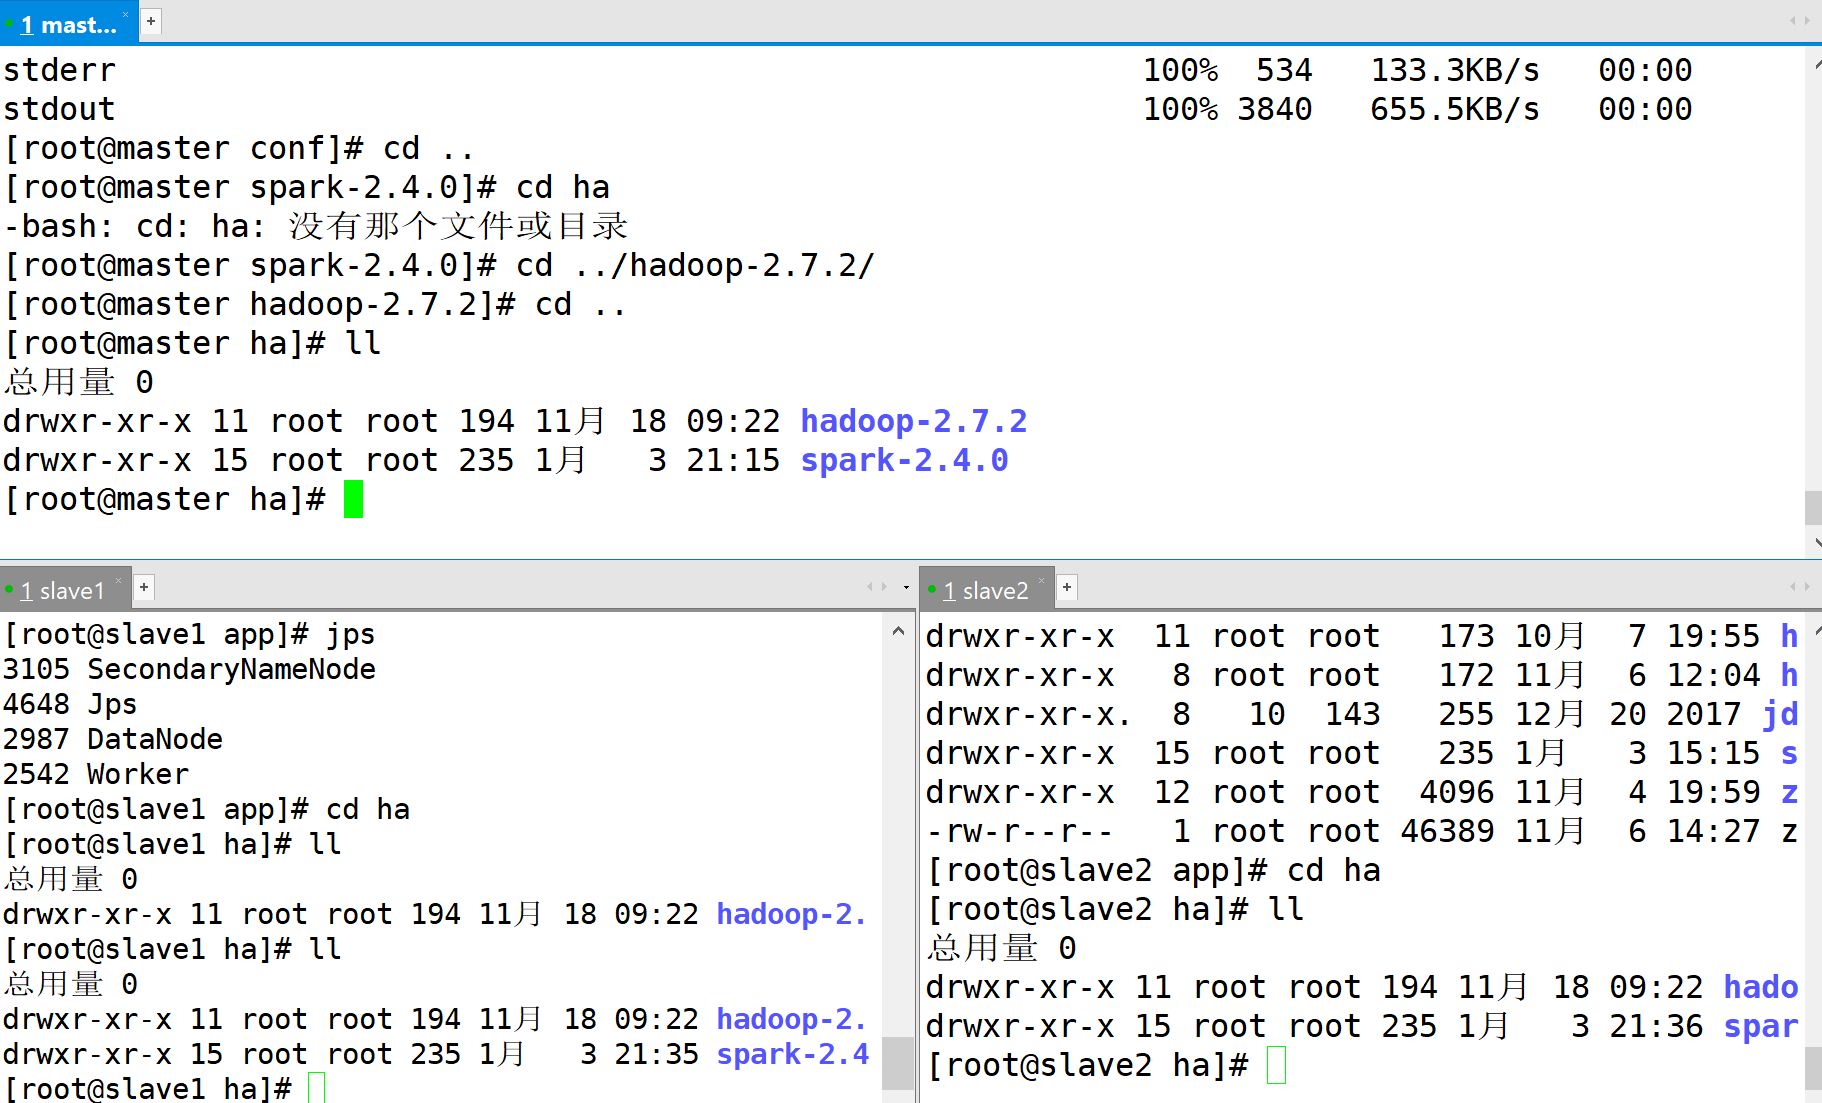 1 mast...
stderr 100% 534 133.3KB/s 00:00
stdout 100% 3840 655.5KB/s 00:00
[root@master conf]# cd ..
[root@master spark-2.4.0]# cd ha
-bash: cd: ha: 没有那个文件或目录
[root@master spark-2.4.0]# cd ../hadoop-2.7.2/
[root@master hadoop-2.7.2]# cd ..
[root@master ha]# ll
总用量 0
drwxr-xr-x 11 root root 194 11月 18 09:22 hadoop-2.7.2
drwxr-xr-x 15 root root 235 1月 3 21:15 spark-2.4.0
[root@master ha]#
1 slave1
[root@slave1 app]# jps
3105 SecondaryNameNode
4648 Jps
2987 DataNode
2542 Worker
[root@slave1 app]# cd ha
[root@slave1 ha]# ll
总用量 0
drwxr-xr-x 11 root root 194 11月 18 09:22 hadoop-2.
[root@slave1 ha]# ll
总用量 0
drwxr-xr-x 11 root root 194 11月 18 09:22 hadoop-2.
drwxr-xr-x 15 root root 235 1月 3 21:35 spark-2.4
[root@slave1 ha]#
1 slave2
drwxr-xr-x 11 root root 173 10月 7 19:55 h
drwxr-xr-x 8 root root 172 11月 6 12:04 h
drwxr-xr-x. 8 10 143 255 12月 20 2017 jd
drwxr-xr-x 15 root root 235 1月 3 15:15 s
drwxr-xr-x 12 root root 4096 11月 4 19:59 z
-rw-r--r-- 1 root root 46389 11月 6 14:27 z
[root@slave2 app]# cd ha
[root@slave2 ha]# ll
总用量 0
drwxr-xr-x 11 root root 194 11月 18 09:22 hado
drwxr-xr-x 15 root root 235 1月 3 21:36 spar
[root@slave2 ha]#